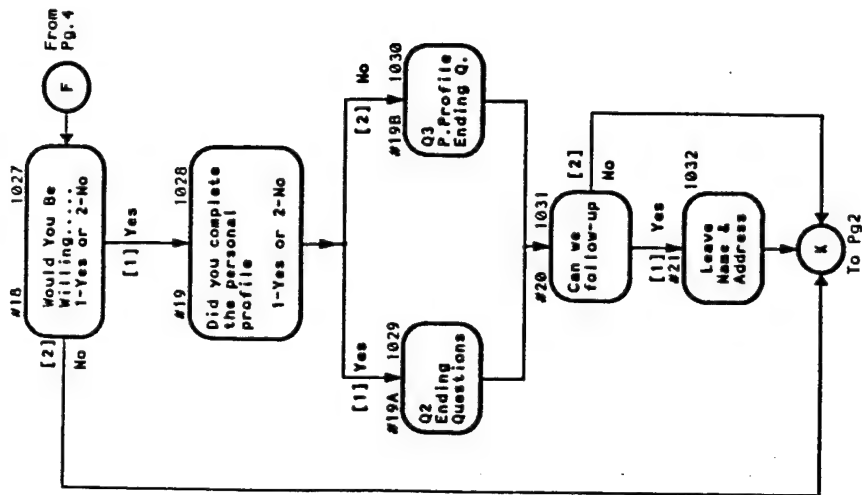 From
Pg.4
F
#18
1027
Would You Be
Willing.....
1-Yes or 2-No
[2]
No
[1] Yes
#19
1028
Did you complete
the personal
profile
1-Yes or 2-No
[1] Yes
[2] No
#19A
1029
Q2
Ending
Questions
#19B
1030
Q3
P.Profile
Ending Q.
#20
1031
Can we
follow-up
[2]
No
[1] Yes
#21
1032
Leave
Name &
Address
K
To Pg2